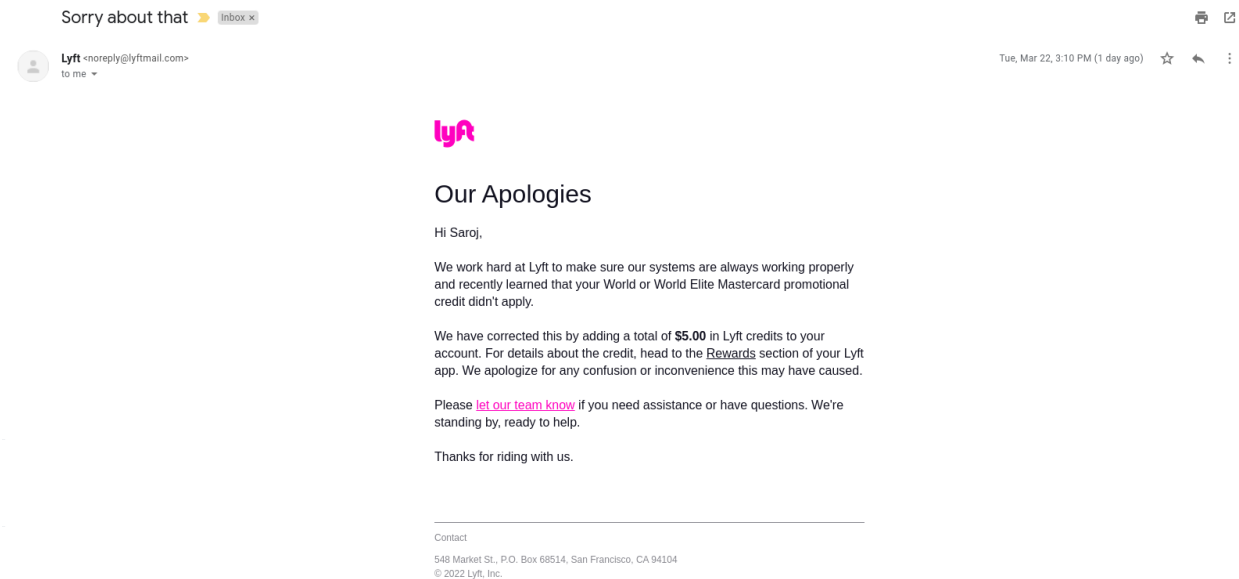 Sorry about that
Inbox ×
Lyft <noreply@lyftmail.com>
Tue, Mar 22, 3:10 PM (1 day ago)
to me
lyft
Our Apologies
Hi Saroj,
We work hard at Lyft to make sure our systems are always working properly
and recently learned that your World or World Elite Mastercard promotional
credit didn't apply.
We have corrected this by adding a total of $5.00 in Lyft credits to your
account. For details about the credit, head to the Rewards section of your Lyft
app. We apologize for any confusion or inconvenience this may have caused.
Please let our team know if you need assistance or have questions. We're
standing by, ready to help.
Thanks for riding with us.
Contact
548 Market St., P.O. Box 68514, San Francisco, CA 94104
© 2022 Lyft, Inc.